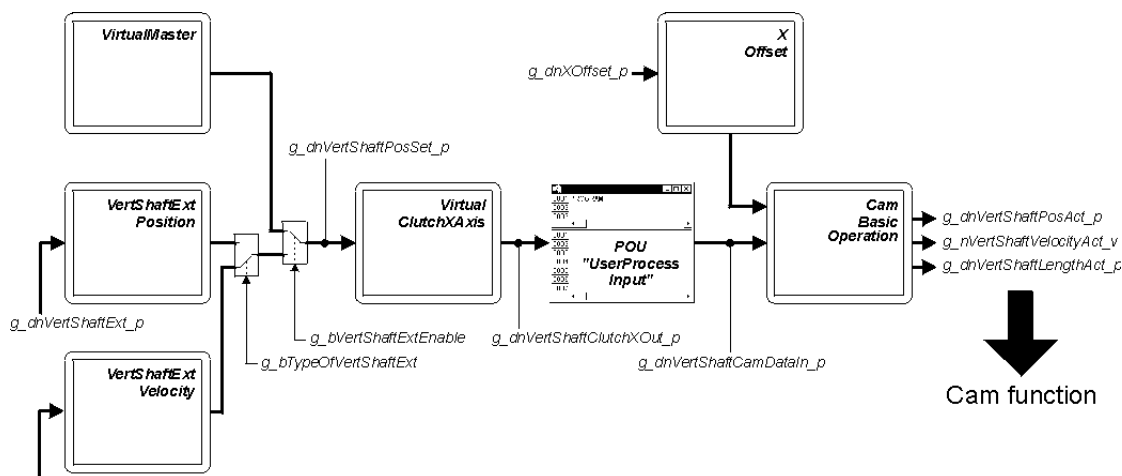 VirtualMaster
X
Offset
g_dnXOffset_p
g_dnVertShaftPosSet_p
VertShaftExt
Position
Virtual
ClutchXAxis
POU
"UserProcess
Input"
Cam
Basic
Operation
g_dnVertShaftPosAct_p
g_nVertShaftVelocityAct_v
g_dnVertShaftLengthAct_p
g_dnVertShaftExt_p
g_bVertShaftExtEnable
g_bTypeOfVertShaftExt
g_dnVertShaftClutchXOut_p
g_dnVertShaftCamDataIn_p
VertShaftExt
Velocity
Cam function